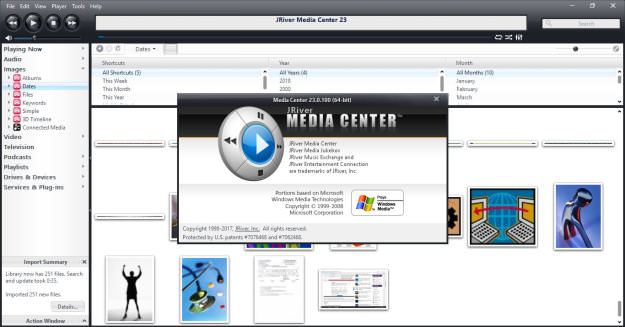 File Edit View Player Tools Help
JRiver Media Center 23
Search
Playing Now
Audio
Images
Albums
Dates
Files
Keywords
Simple
3D Timeline
Connected Media
Video
Television
Podcasts
Playlists
Drives & Devices
Services & Plug-ins
Import Summary
Library now has 251 files. Search
and update took 0:35.
Imported 251 new files.
Details...
Action Window
Dates
Shortcuts
All Shortcuts (5)
This Week
This Month
Year
All Years (4)
2010
2000
Month
All Months (10)
January
February
March
Media Center 23.0.100 (64-bit)
JRiver
MEDIA CENTER™
JRiver Media Center
JRiver Media Jukebox
JRiver Music Exchange and
JRiver Entertainment Connection
are trademarks of JRiver, Inc.
Portions based on Microsoft
Windows Media Technologies
Copyright © 1999-2008
Microsoft Corporation
Plays
Windows
Media™
Copyright 1998-2017, JRiver, Inc. All rights reserved.
Protected by U.S. patents #7076468 and #7062468.